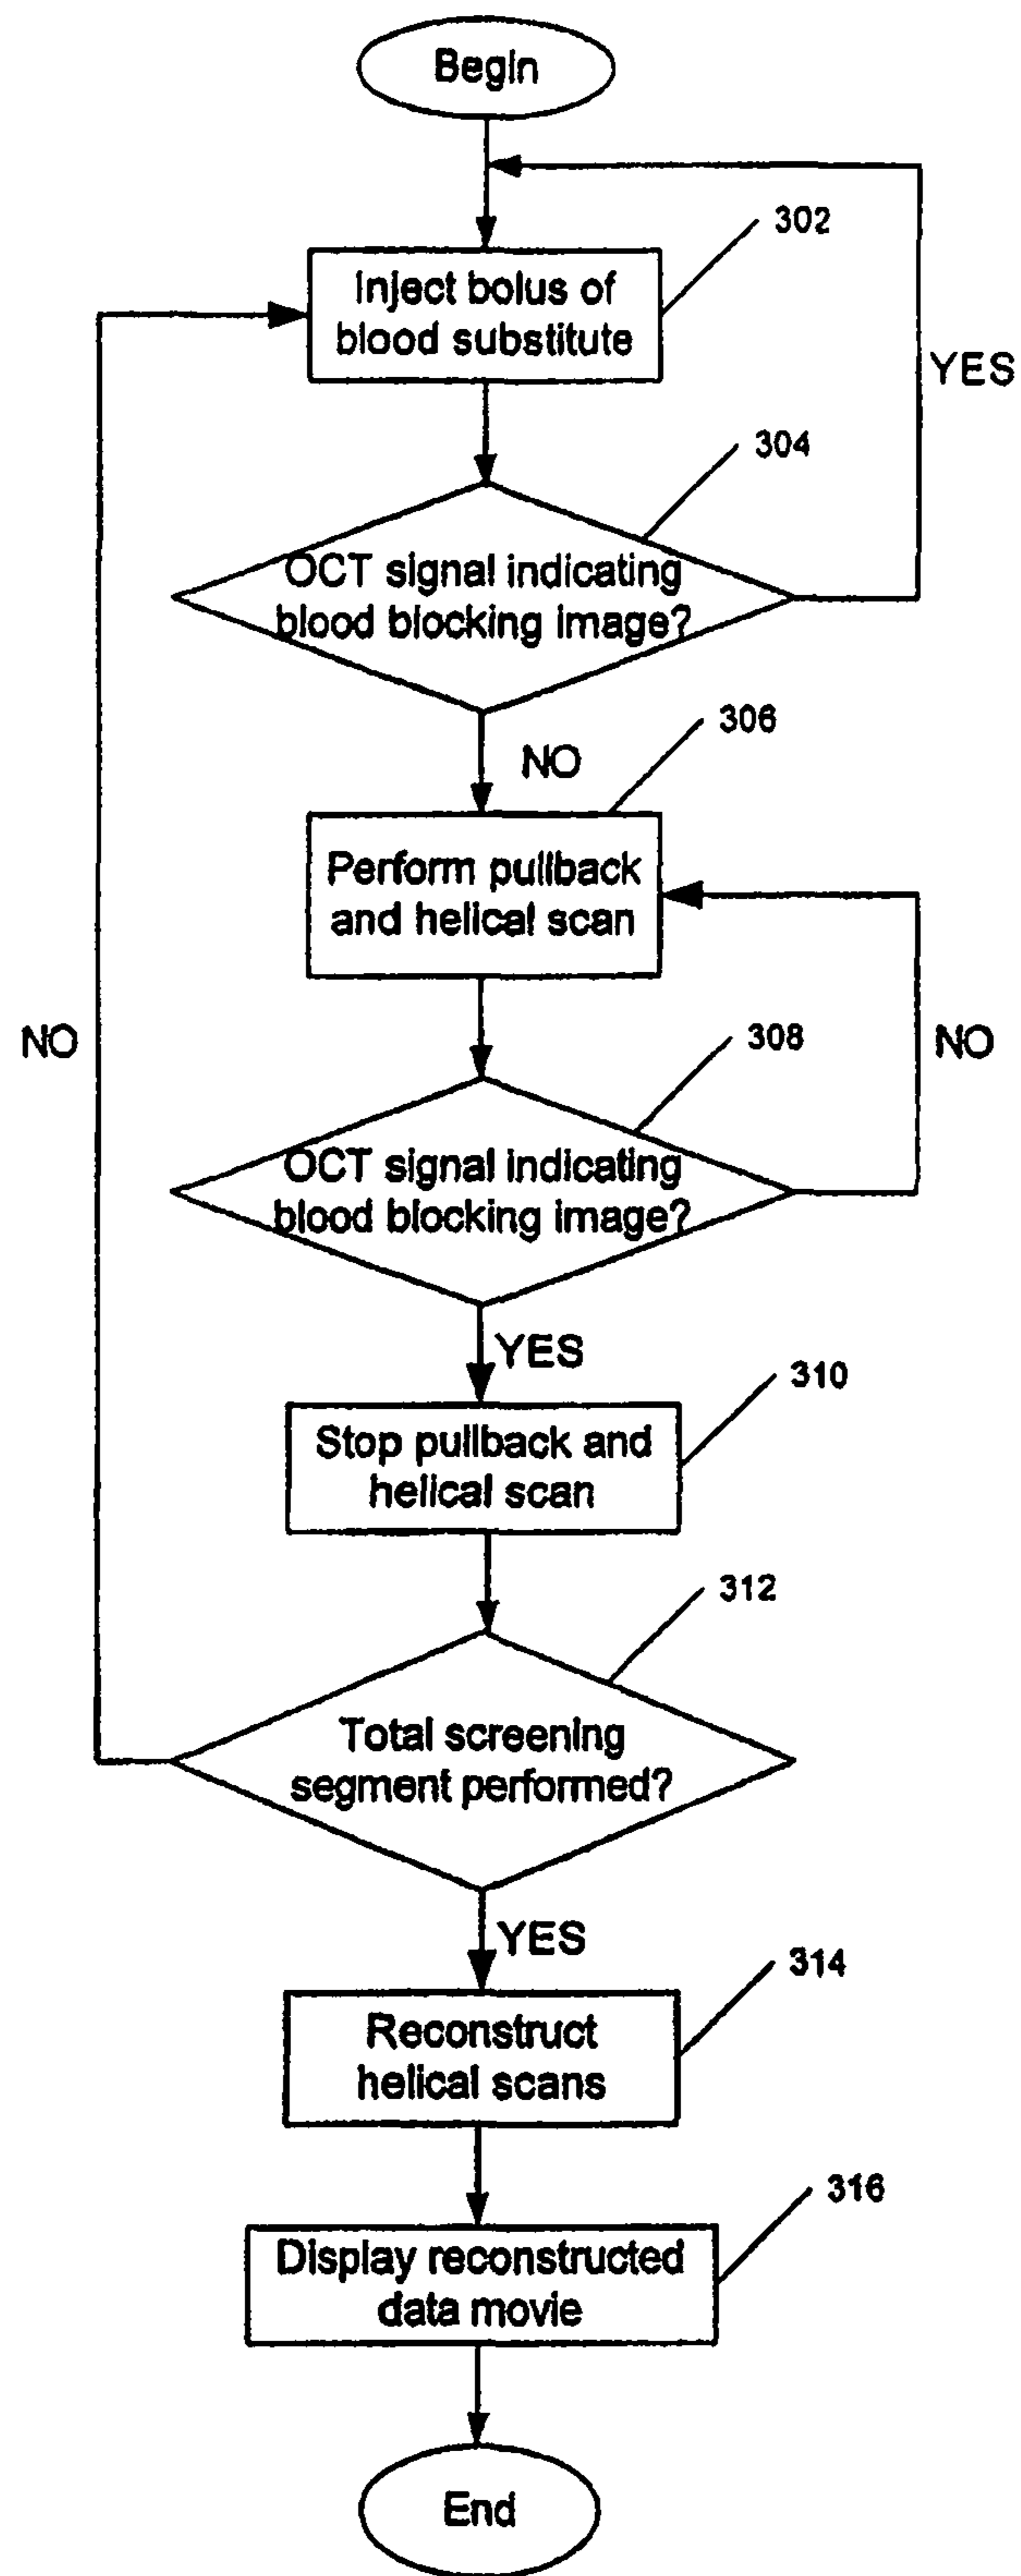 Begin
302
Inject bolus of
blood substitute
YES
304
OCT signal indicating
blood blocking image?
306
NO
Perform pullback
and helical scan
NO
308
NO
OCT signal indicating
blood blocking image?
YES
310
Stop pullback and
helical scan
312
Total screening
segment performed?
YES
314
Reconstruct
helical scans
316
Display reconstructed
data movie
End